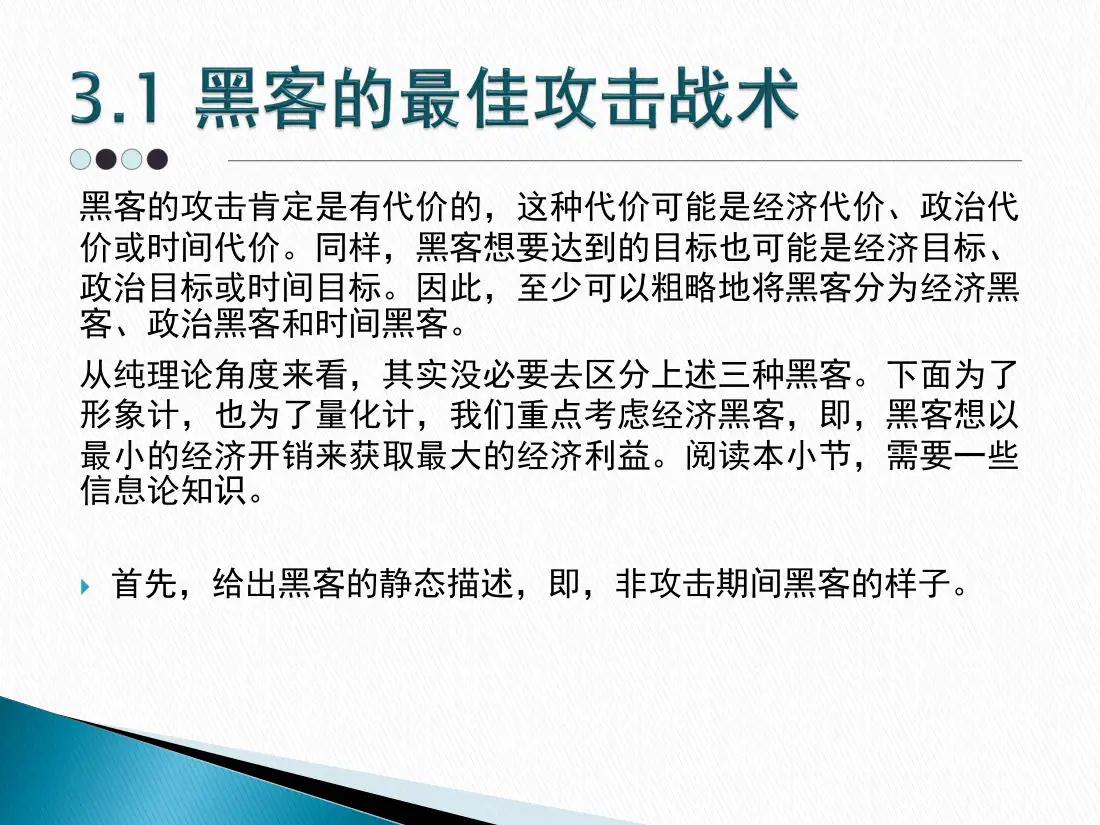 3.1 黑客的最佳攻击战术
黑客的攻击肯定是有代价的，这种代价可能是经济代价、政治代
价或时间代价。同样，黑客想要达到的目标也可能是经济目标、
政治目标或时间目标。因此，至少可以粗略地将黑客分为经济黑
客、政治黑客和时间黑客。
从纯理论角度来看，其实没必要去区分上述三种黑客。下面为了
形象计，也为了量化计，我们重点考虑经济黑客，即，黑客想以
最小的经济开销来获取最大的经济利益。阅读本小节，需要一些
信息论知识。
首先，给出黑客的静态描述，即，非攻击期间黑客的样子。